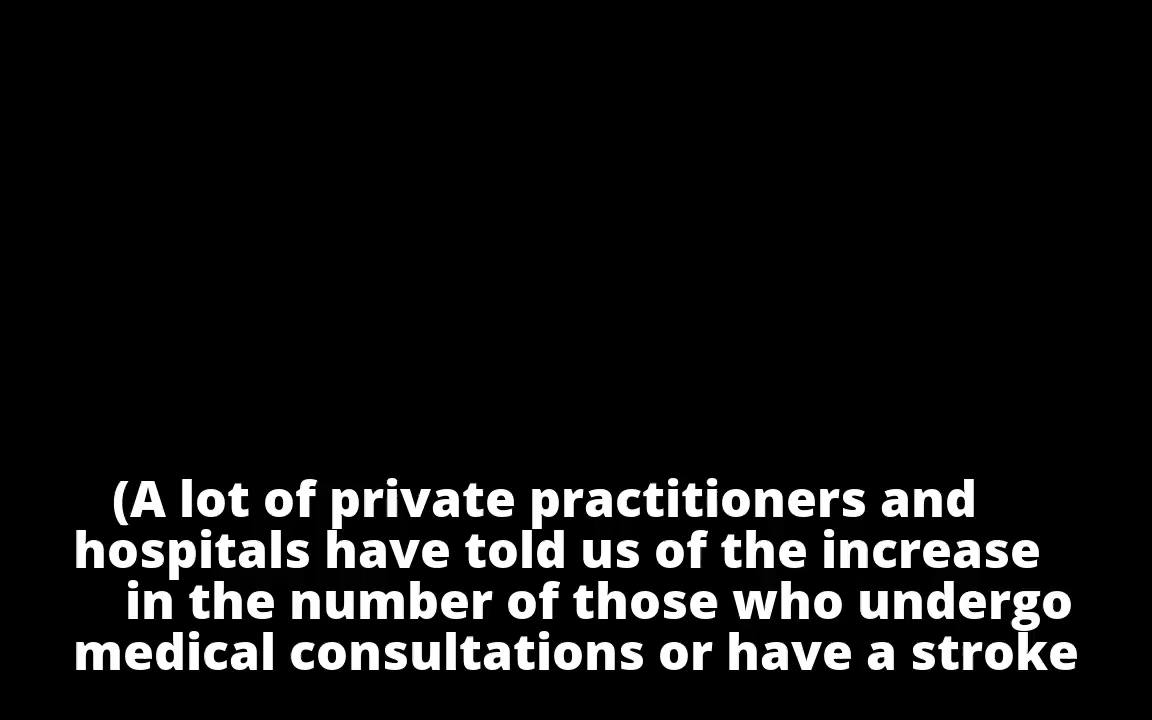 (A lot of private practitioners and
hospitals have told us of the increase
in the number of those who undergo
medical consultations or have a stroke